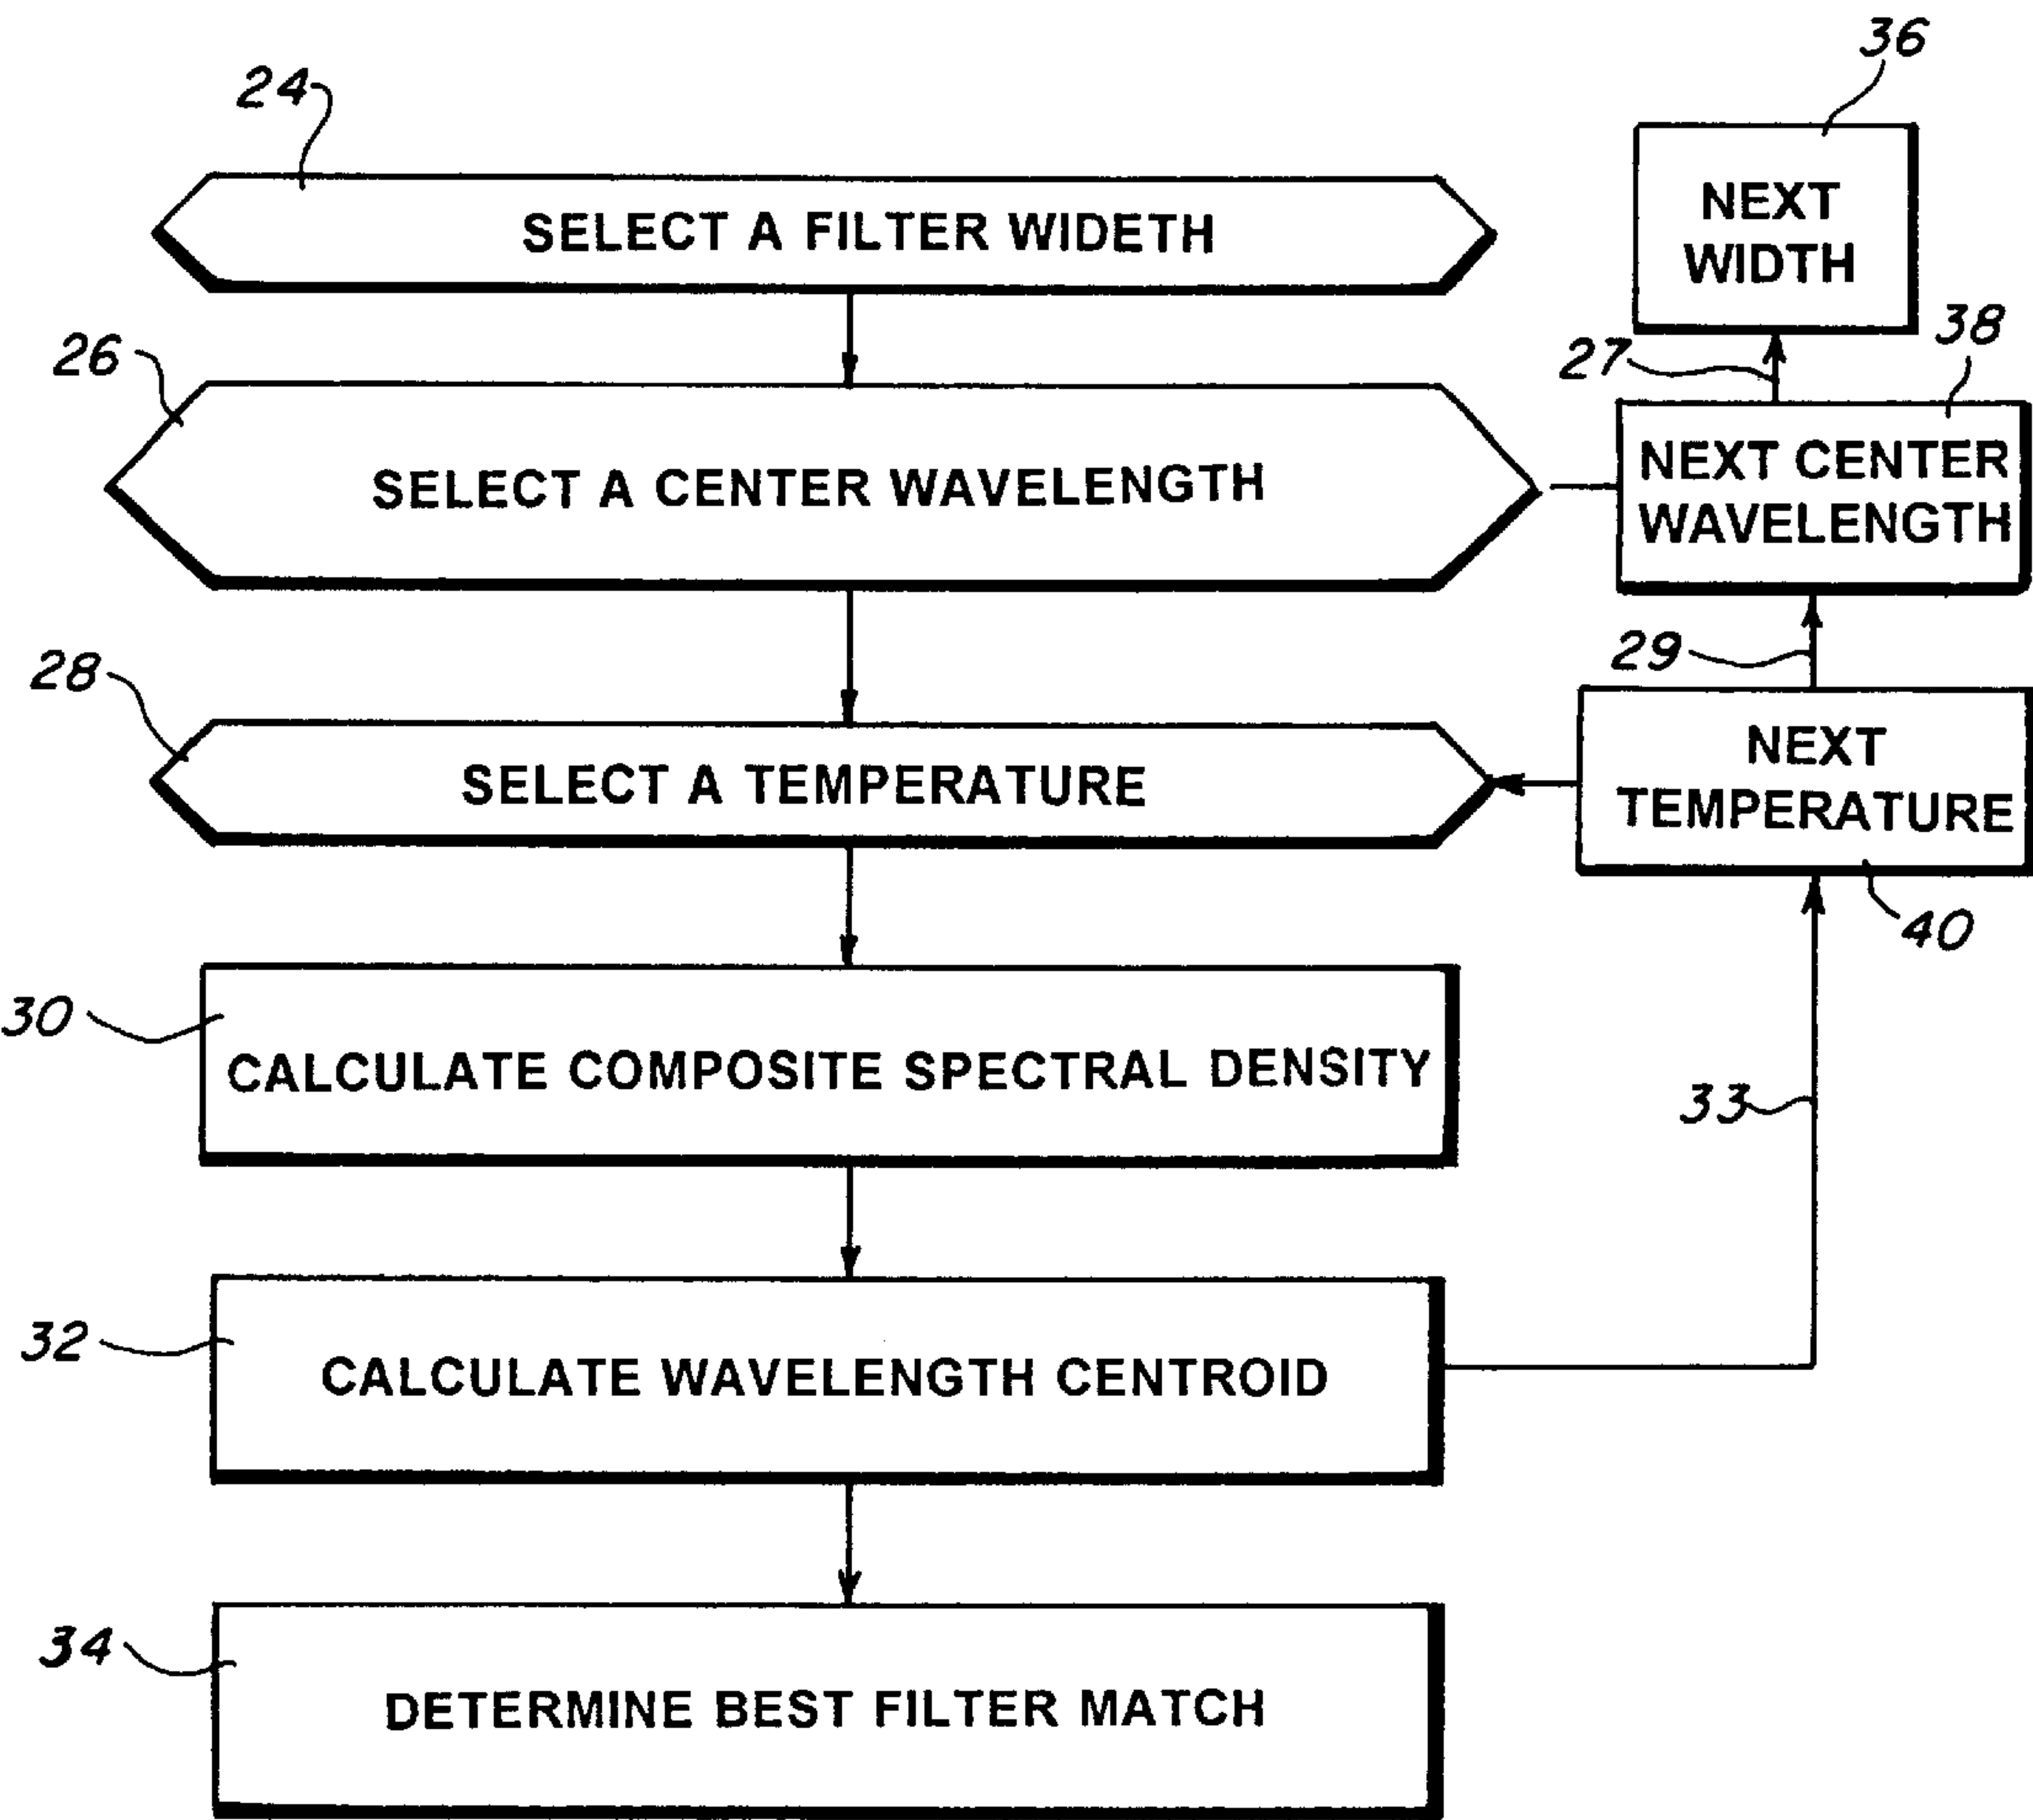 36
24
NEXT
WIDTH
SELECT A FILTER WIDETH
38
27
26
NEXT CENTER
WAVELENGTH
SELECT A CENTER WAVELENGTH
29
28
NEXT
TEMPERATURE
SELECT A TEMPERATURE
40
30
CALCULATE COMPOSITE SPECTRAL DENSITY
33
32
CALCULATE WAVELENGTH CENTROID
34
DETERMINE BEST FILTER MATCH